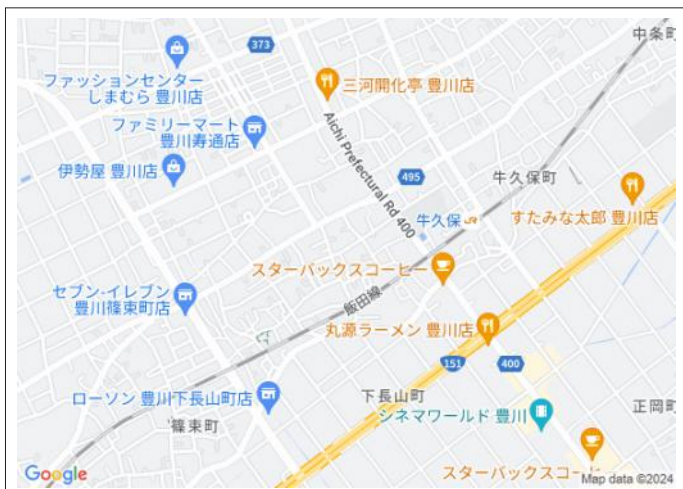 中条町
373
ファッションセンター
しまむら 豊川店
三河開化亭 豊川店
ファミリーマート
豊川寿通店
Aichi Prefectural Rd 400
伊勢屋 豊川店
495
牛久保町
牛久保
すたみな太郎 豊川店
スターバックスコーヒー
セブン-イレブン
豊川篠束町店
飯田線
丸源ラーメン 豊川店
151
400
ローソン 豊川下長山町店
下長山町
正岡町
シネマワールド 豊川
篠束町
スターバックスコーヒー
Google
Map data ©2024